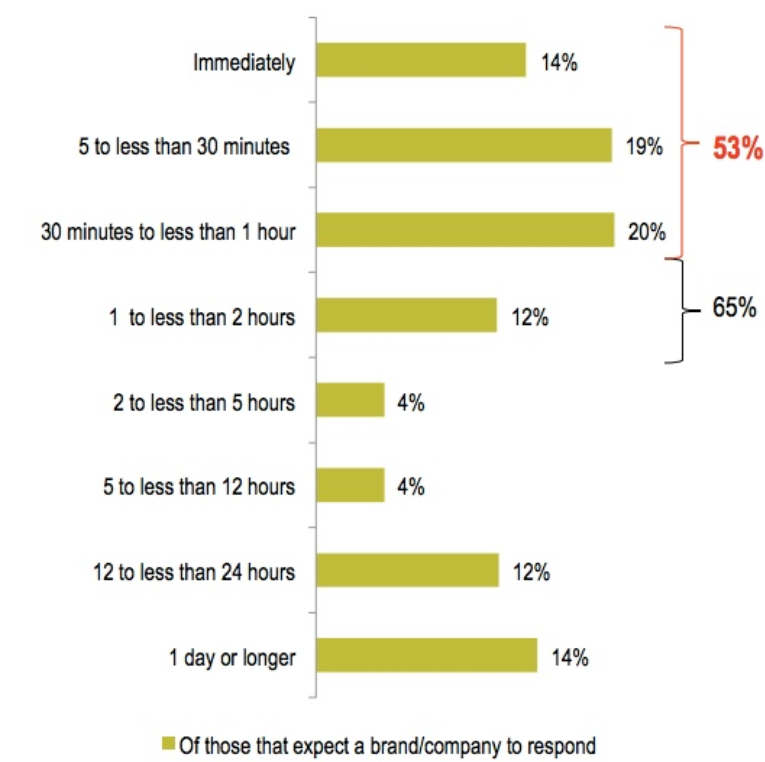 Immediately 14%
5 to less than 30 minutes 19% 53%
30 minutes to less than 1 hour 20%
1 to less than 2 hours 12% 65%
2 to less than 5 hours 4%
5 to less than 12 hours 4%
12 to less than 24 hours 12%
1 day or longer 14%
Of those that expect a brand/company to respond